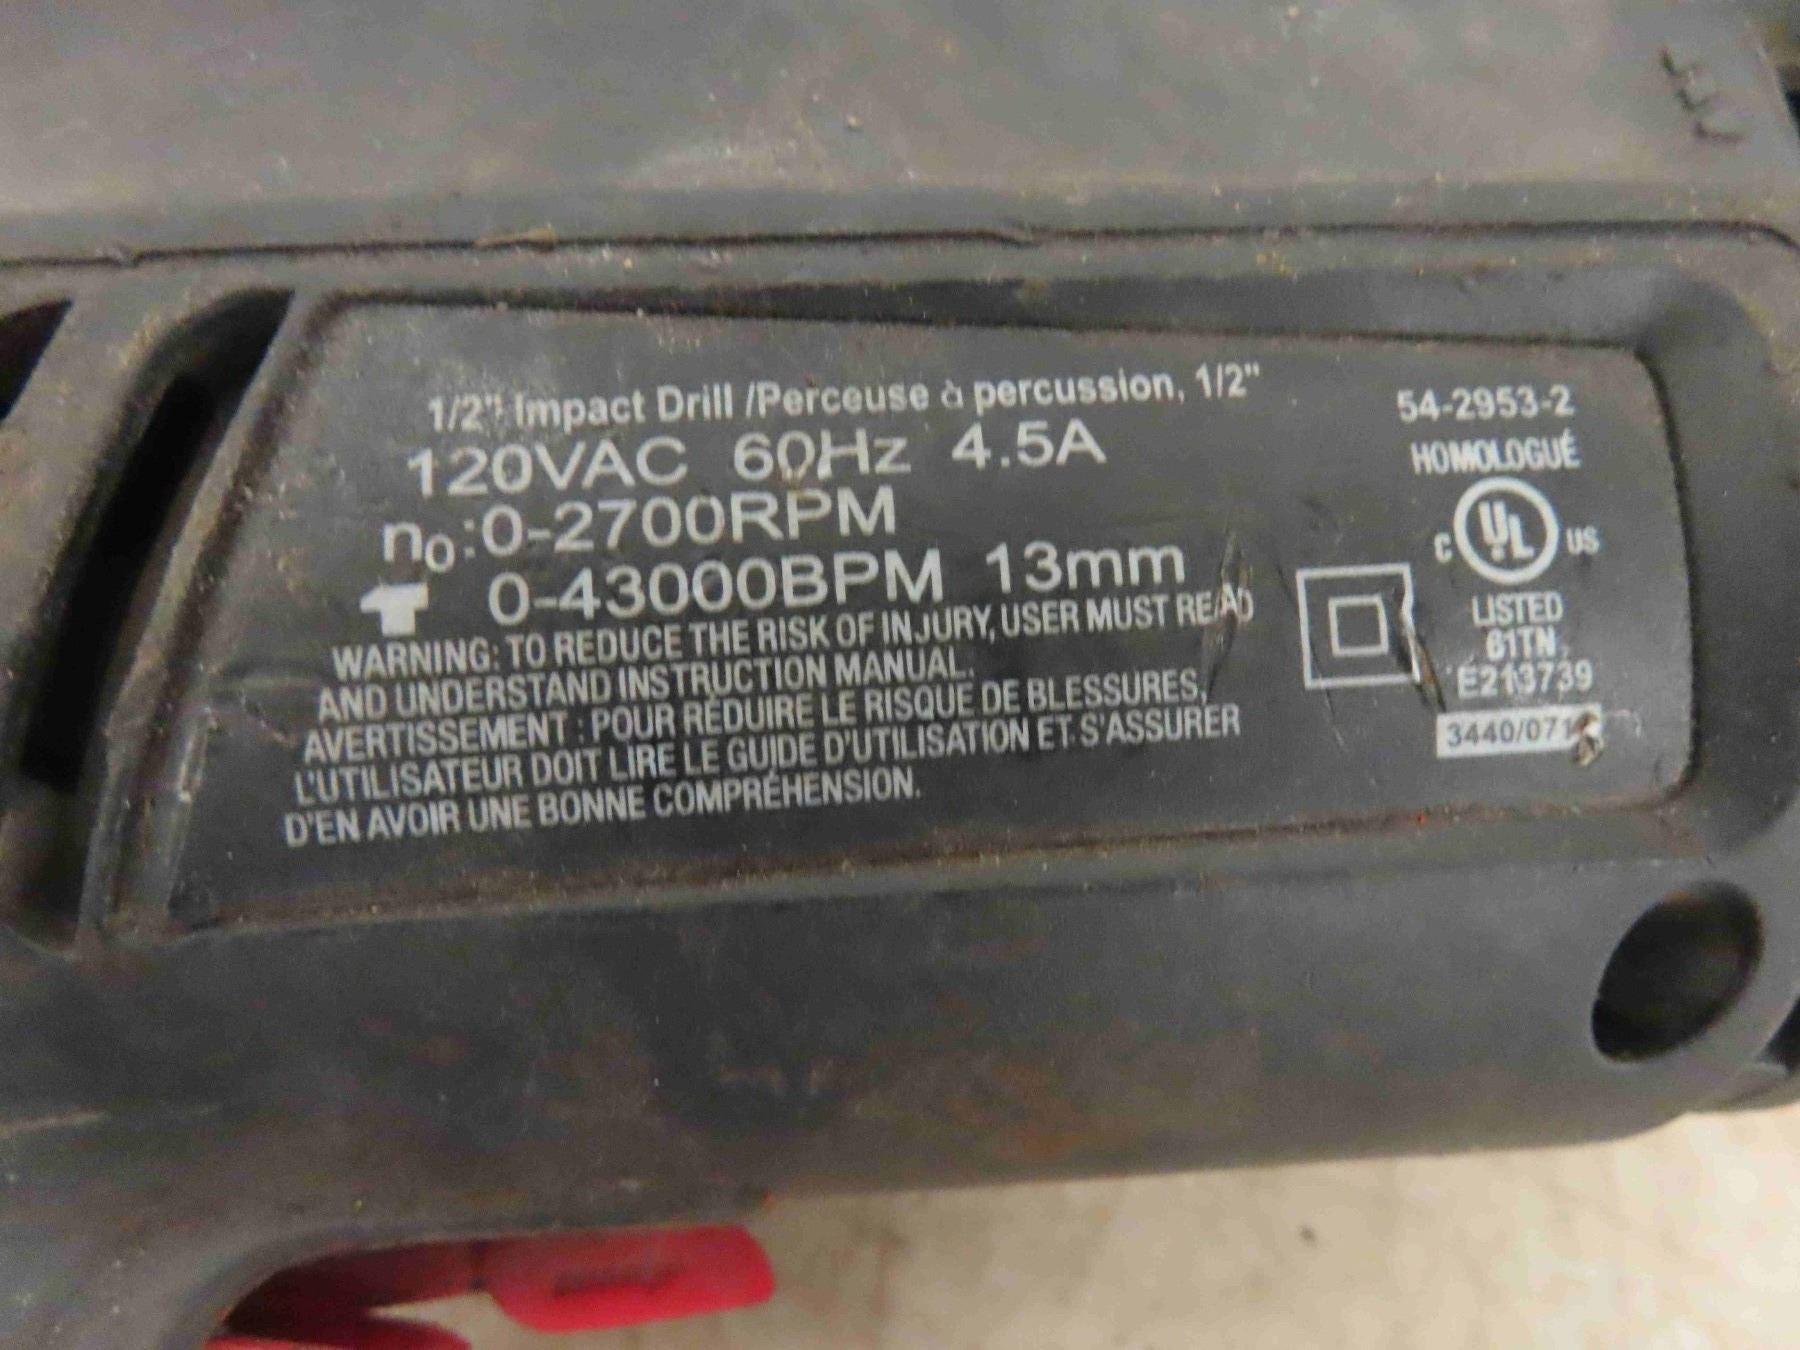 1/2" Impact Drill /Perceuse à percussion, 1/2"
120VAC 60Hz 4.5A
n0:0-2700RPM
0-43000BPM 13mm
WARNING: TO REDUCE THE RISK OF INJURY, USER MUST READ
AND UNDERSTAND INSTRUCTION MANUAL.
AVERTISSEMENT : POUR RÉDUIRE LE RISQUE DE BLESSURES,
L'UTILISATEUR DOIT LIRE LE GUIDE D'UTILISATION ET S'ASSURER
D'EN AVOIR UNE BONNE COMPRÉHENSION.
54-2953-2
HOMOLOGUÉ
C UL US
LISTED
61TN
E213739